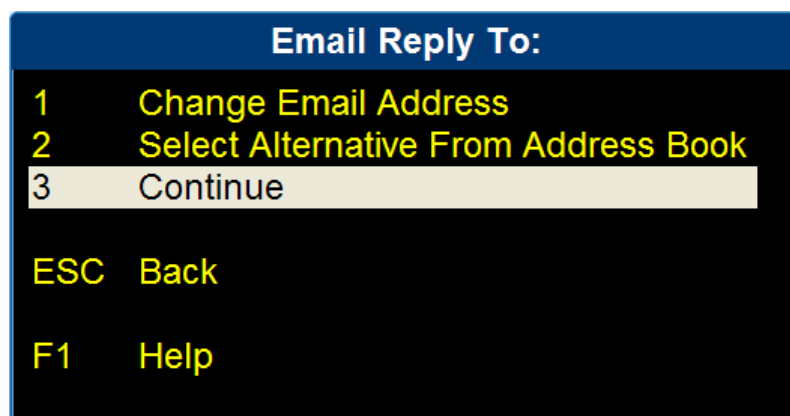 Email Reply To:
1 Change Email Address
2 Select Alternative From Address Book
3 Continue
ESC Back
F1 Help